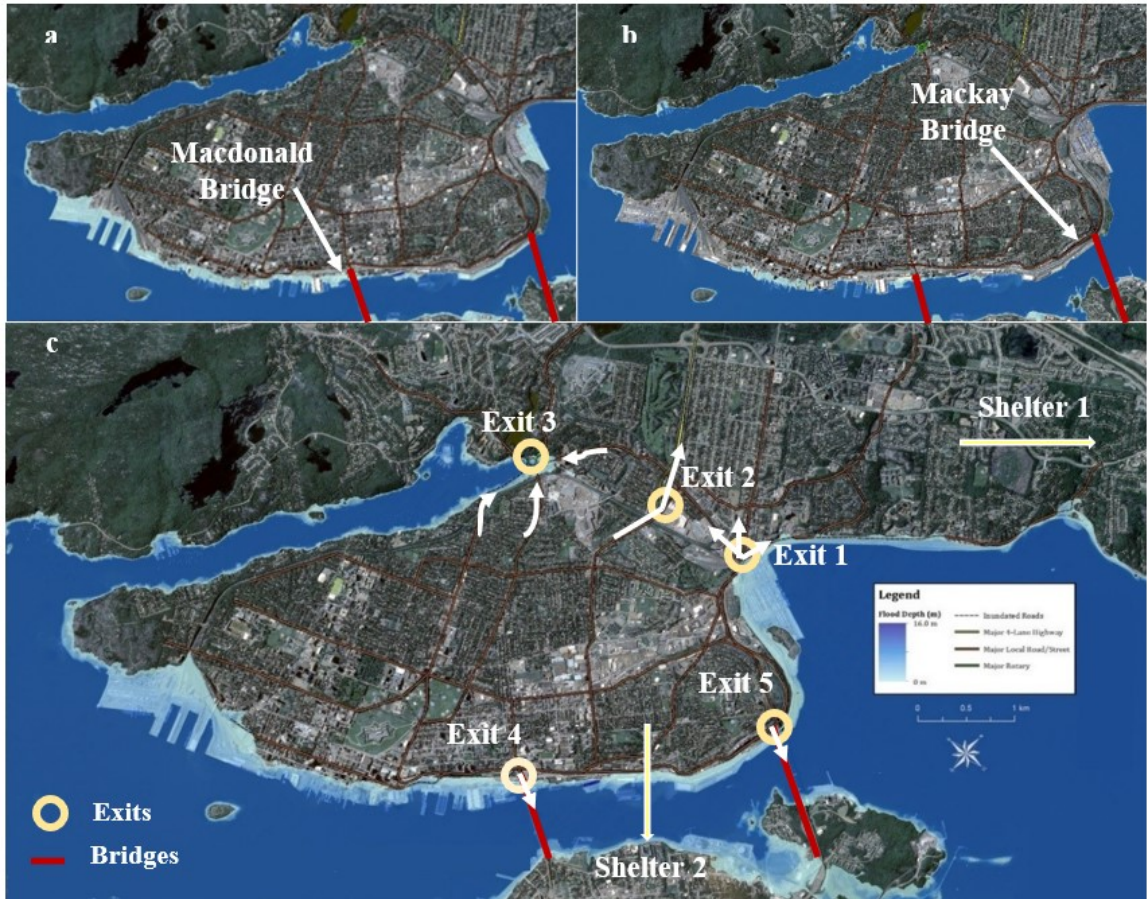 a
Macdonald
Bridge
b
Mackay
Bridge
c
Exit 3
Exit 2
Shelter 1
Exit 1
Legend
Flood Depth (m)
16.0 m
0 m
Inundated Roads
Major 4-Lane Highway
Major Local Road/Street
Major Rotary
0 0.5 1 km
Exit 5
Exit 4
Exits
Bridges
Shelter 2